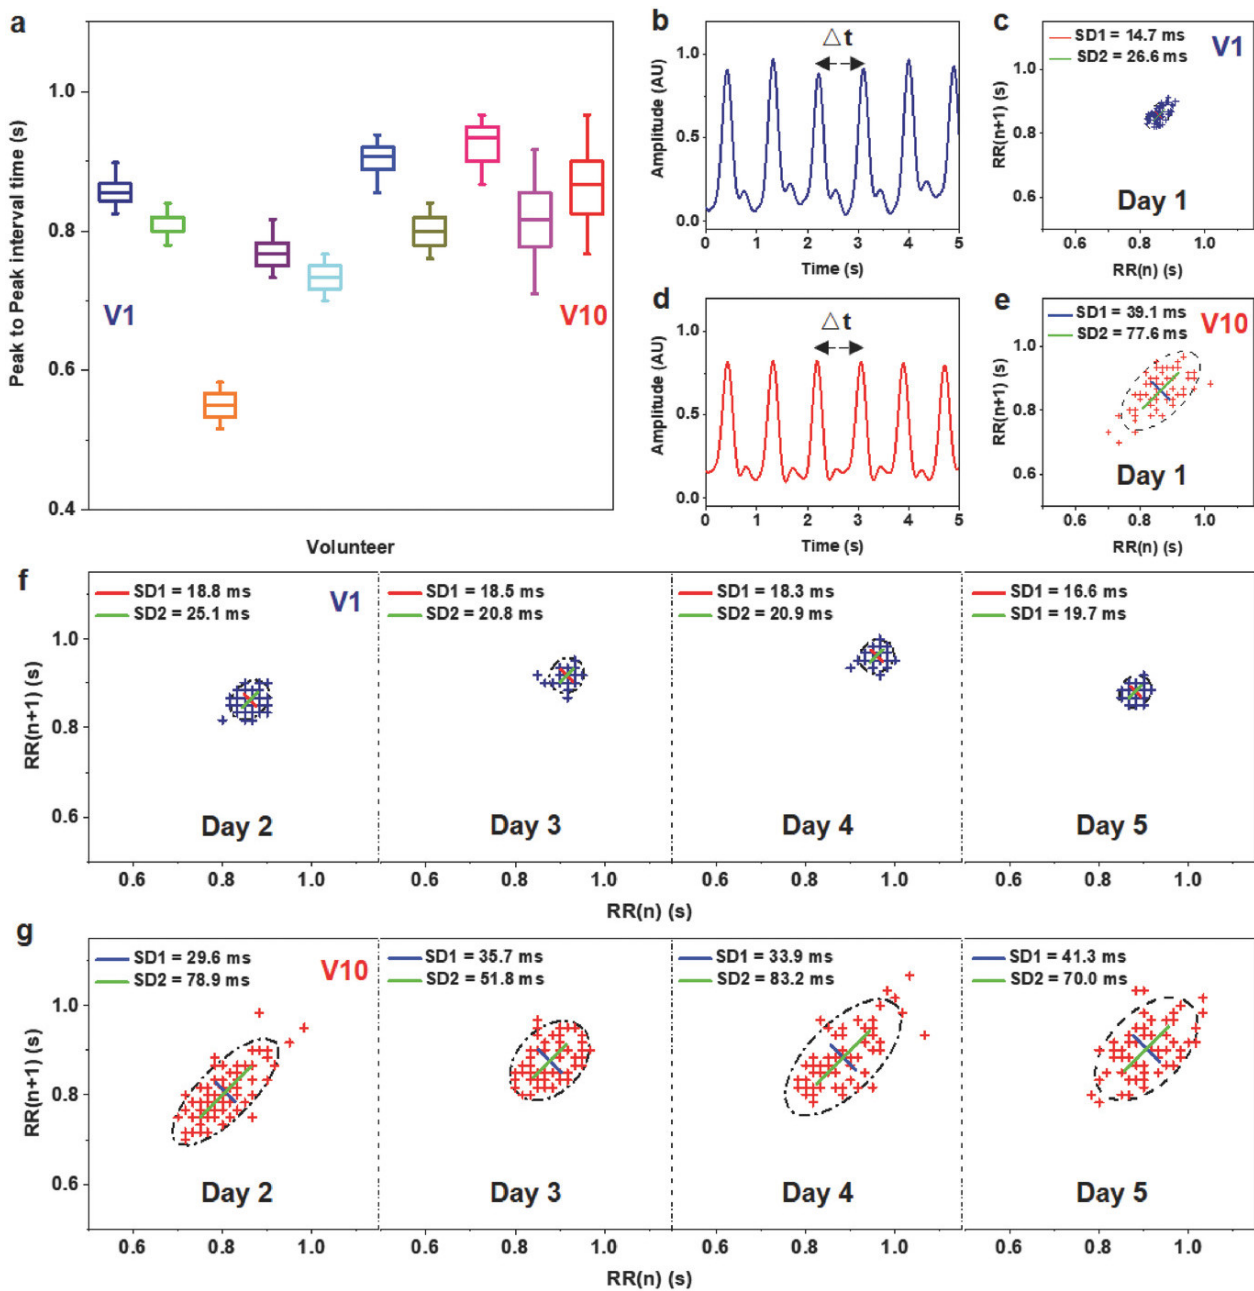 a
Peak to Peak interval time (s)
1.0
0.8
0.6
0.4
V1
V10
Volunteer
b
Amplitude (AU)
1.0
0.5
0.0
△t
0 1 2 3 4 5
Time (s)
c
SD1 = 14.7 ms
SD2 = 26.6 ms
V1
RR(n+1) (s)
1.0
0.8
0.6
Day 1
0.6 0.8 1.0
RR(n) (s)
d
Amplitude (AU)
1.0
0.5
0.0
△t
0 1 2 3 4 5
Time (s)
e
SD1 = 39.1 ms
SD2 = 77.6 ms
V10
RR(n+1) (s)
1.0
0.8
0.6
Day 1
0.6 0.8 1.0
RR(n) (s)
f
RR(n+1) (s)
1.0
0.8
0.6
SD1 = 18.8 ms
SD2 = 25.1 ms
V1
Day 2
SD1 = 18.5 ms
SD2 = 20.8 ms
Day 3
SD1 = 18.3 ms
SD2 = 20.9 ms
Day 4
SD1 = 16.6 ms
SD1 = 19.7 ms
Day 5
0.6 0.8 1.0 0.6 0.8 1.0 0.6 0.8 1.0 0.6 0.8 1.0
RR(n) (s)
g
RR(n+1) (s)
1.0
0.8
0.6
SD1 = 29.6 ms
SD2 = 78.9 ms
V10
Day 2
SD1 = 35.7 ms
SD2 = 51.8 ms
Day 3
SD1 = 33.9 ms
SD2 = 83.2 ms
Day 4
SD1 = 41.3 ms
SD2 = 70.0 ms
Day 5
0.6 0.8 1.0 0.6 0.8 1.0 0.6 0.8 1.0 0.6 0.8 1.0
RR(n) (s)